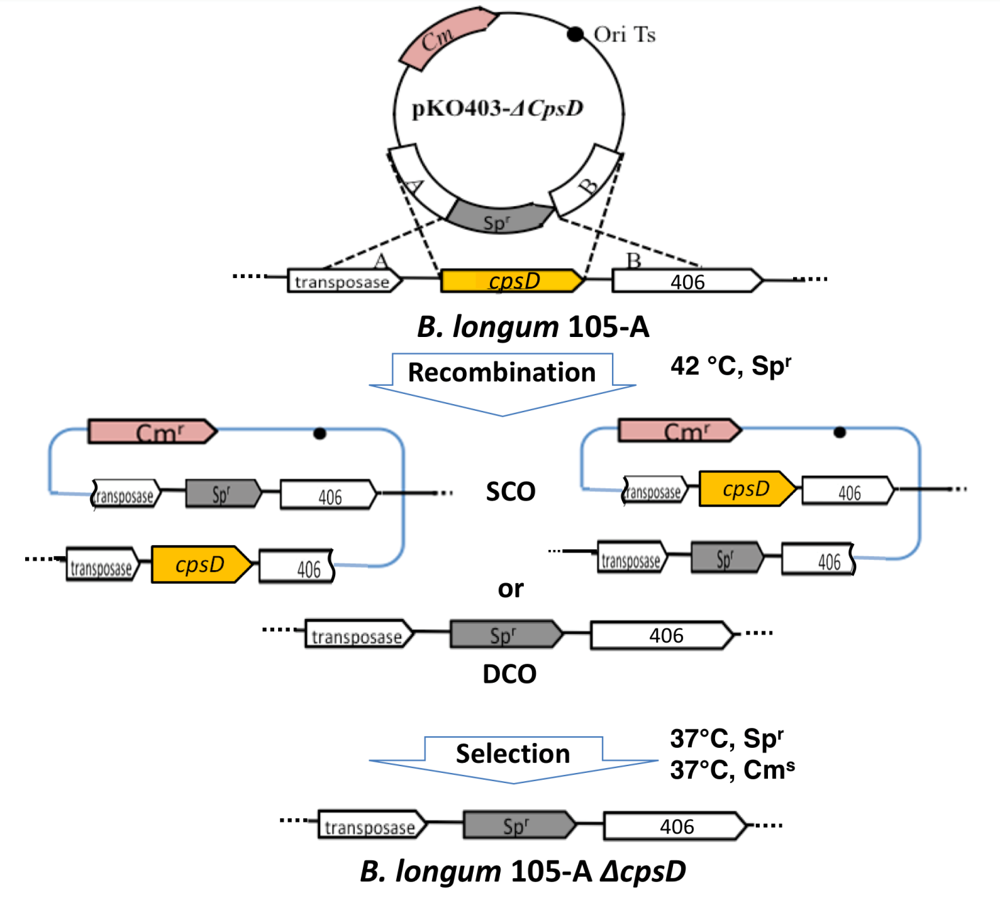 Cm
Ori Ts
pKO403-ΔCpsD
A
B
Spʳ
A
B
transposase
cpsD
406
B. longum 105-A
Recombination
42 °C, Spʳ
Cmʳ
Cmʳ
ransposase
Spʳ
406
SCO
ransposase
cpsD
406
transposase
cpsD
406
transposase
Spʳ
406
or
transposase
Spʳ
406
DCO
Selection
37°C, Spʳ
37°C, Cmˢ
transposase
Spʳ
406
B. longum 105-A ΔcpsD